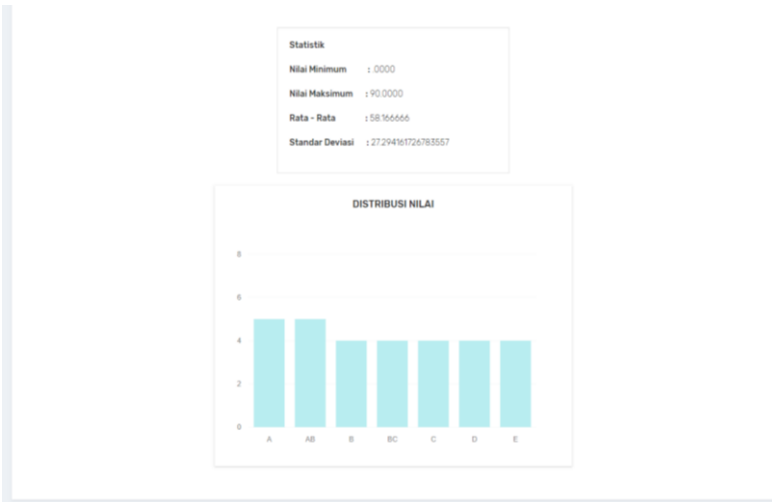 Statistik
Nilai Minimum : .0000
Nilai Maksimum : 90.0000
Rata - Rata : 58.166666
Standar Deviasi : 27.294161726783557
DISTRIBUSI NILAI
8
6
4
2
0
A AB B BC C D E